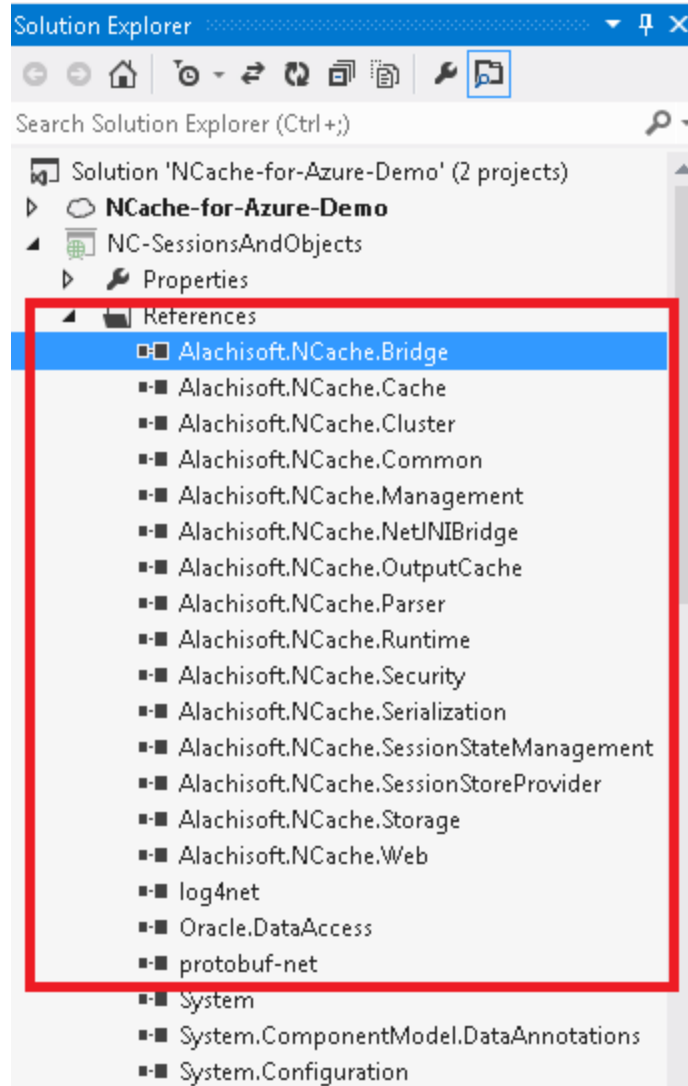 Solution Explorer
Search Solution Explorer (Ctrl+;)
Solution 'NCache-for-Azure-Demo' (2 projects)
NCache-for-Azure-Demo
NC-SessionsAndObjects
Properties
References
Alachisoft.NCache.Bridge
Alachisoft.NCache.Cache
Alachisoft.NCache.Cluster
Alachisoft.NCache.Common
Alachisoft.NCache.Management
Alachisoft.NCache.NetJNIBridge
Alachisoft.NCache.OutputCache
Alachisoft.NCache.Parser
Alachisoft.NCache.Runtime
Alachisoft.NCache.Security
Alachisoft.NCache.Serialization
Alachisoft.NCache.SessionStateManagement
Alachisoft.NCache.SessionStoreProvider
Alachisoft.NCache.Storage
Alachisoft.NCache.Web
log4net
Oracle.DataAccess
protobuf-net
System
System.ComponentModel.DataAnnotations
System.Configuration